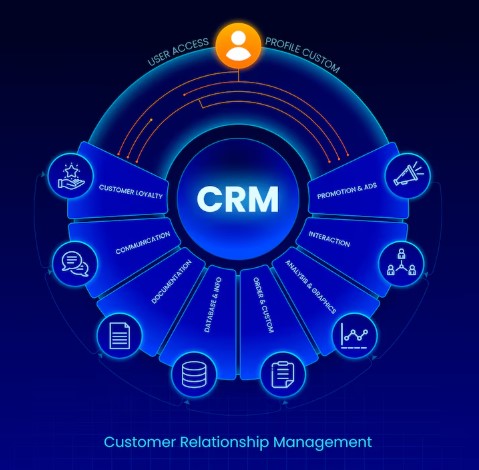 USER ACCESS
PROFILE CUSTOM
CRM
CUSTOMER LOYALTY
COMMUNICATION
DOCUMENTATION
DATABASE & INFO
ORDER & CUSTOM
ANALYSIS & GRAPHICS
INTERACTION
PROMOTION & ADS
Customer Relationship Management